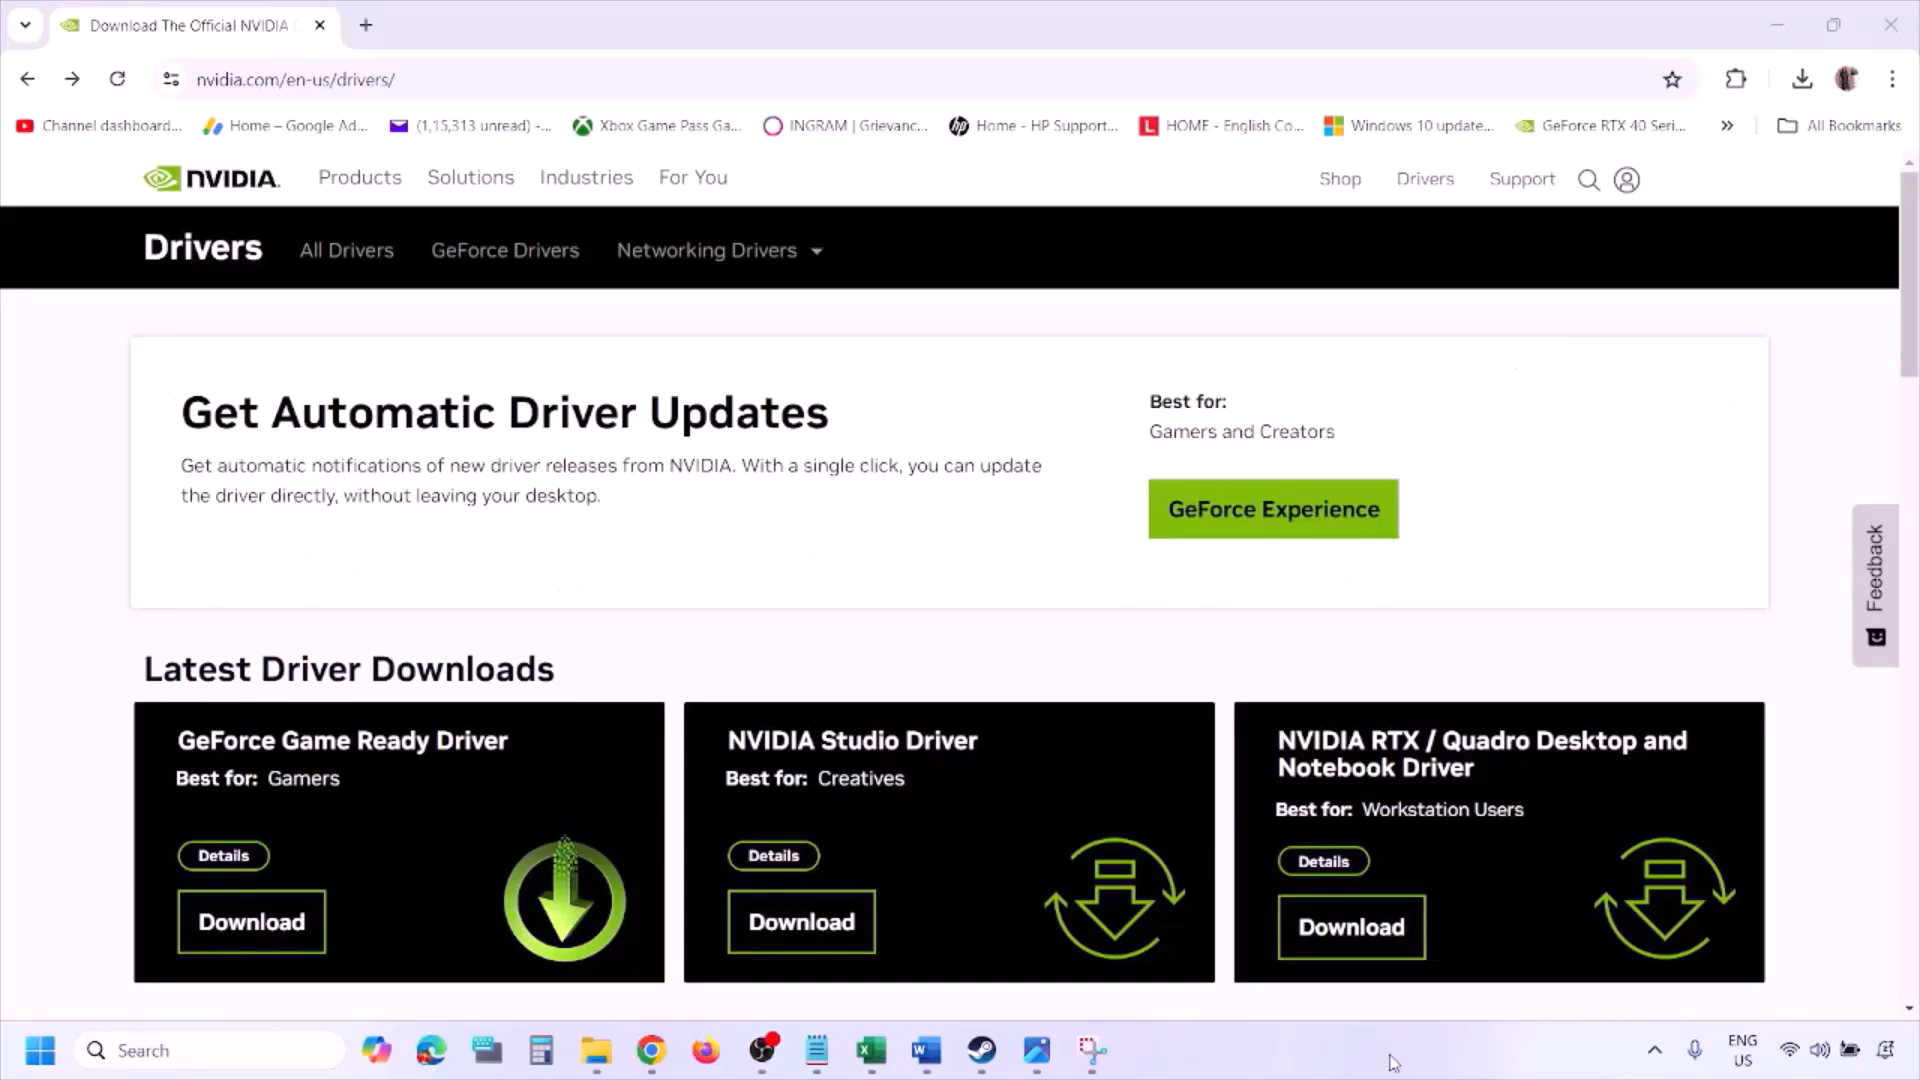 Download The Official NVIDIA
nvidia.com/en-us/drivers/
Channel dashboard...
Home – Google Ad...
(1,15,313 unread) -...
Xbox Game Pass Ga...
INGRAM | Grievanc...
Home - HP Support...
HOME - English Co...
Windows 10 update...
GeForce RTX 40 Seri...
All Bookmarks
NVIDIA.
Products
Solutions
Industries
For You
Shop
Drivers
Support
Drivers
All Drivers
GeForce Drivers
Networking Drivers
Get Automatic Driver Updates
Get automatic notifications of new driver releases from NVIDIA. With a single click, you can update
the driver directly, without leaving your desktop.
Best for:
Gamers and Creators
GeForce Experience
Feedback
Latest Driver Downloads
GeForce Game Ready Driver
Best for: Gamers
Details
Download
NVIDIA Studio Driver
Best for: Creatives
Details
Download
NVIDIA RTX / Quadro Desktop and
Notebook Driver
Best for: Workstation Users
Details
Download
Search
ENG
US